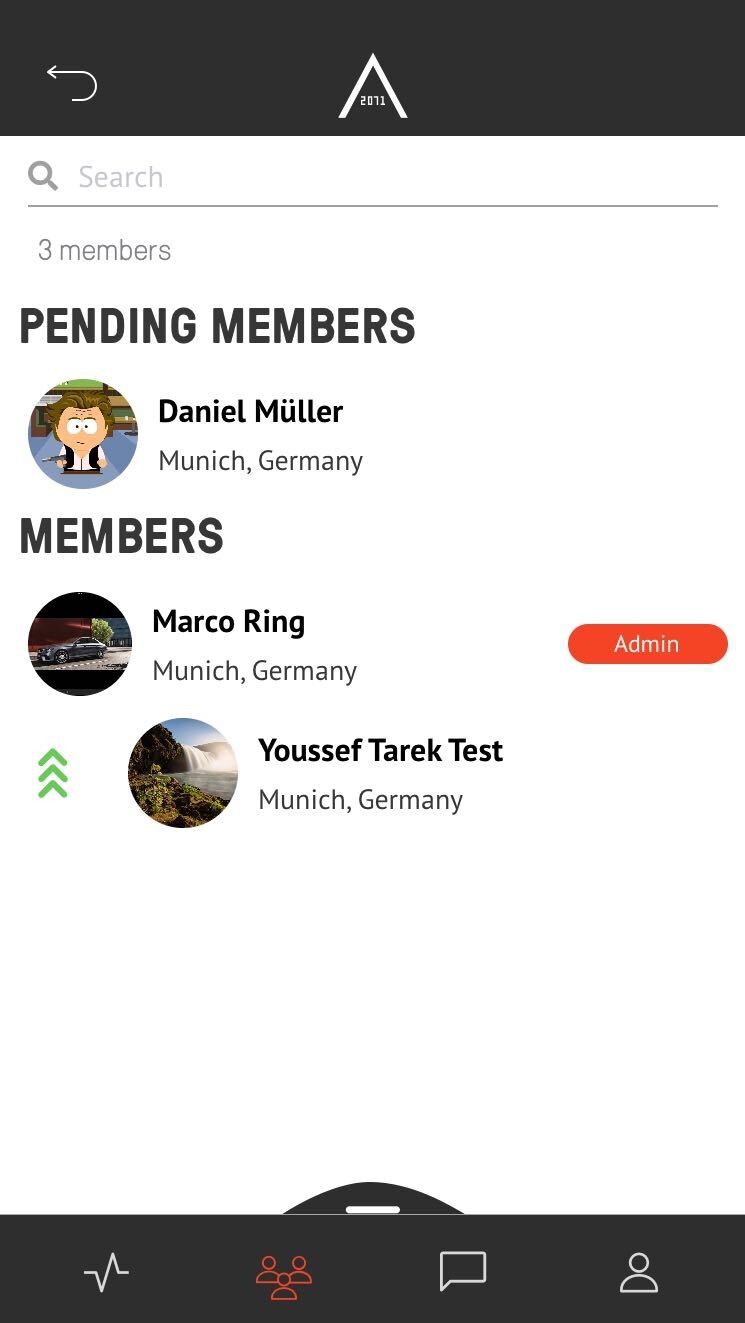 2071
Search
3 members
PENDING MEMBERS
Daniel Müller
Munich, Germany
MEMBERS
Marco Ring
Munich, Germany
Admin
Youssef Tarek Test
Munich, Germany